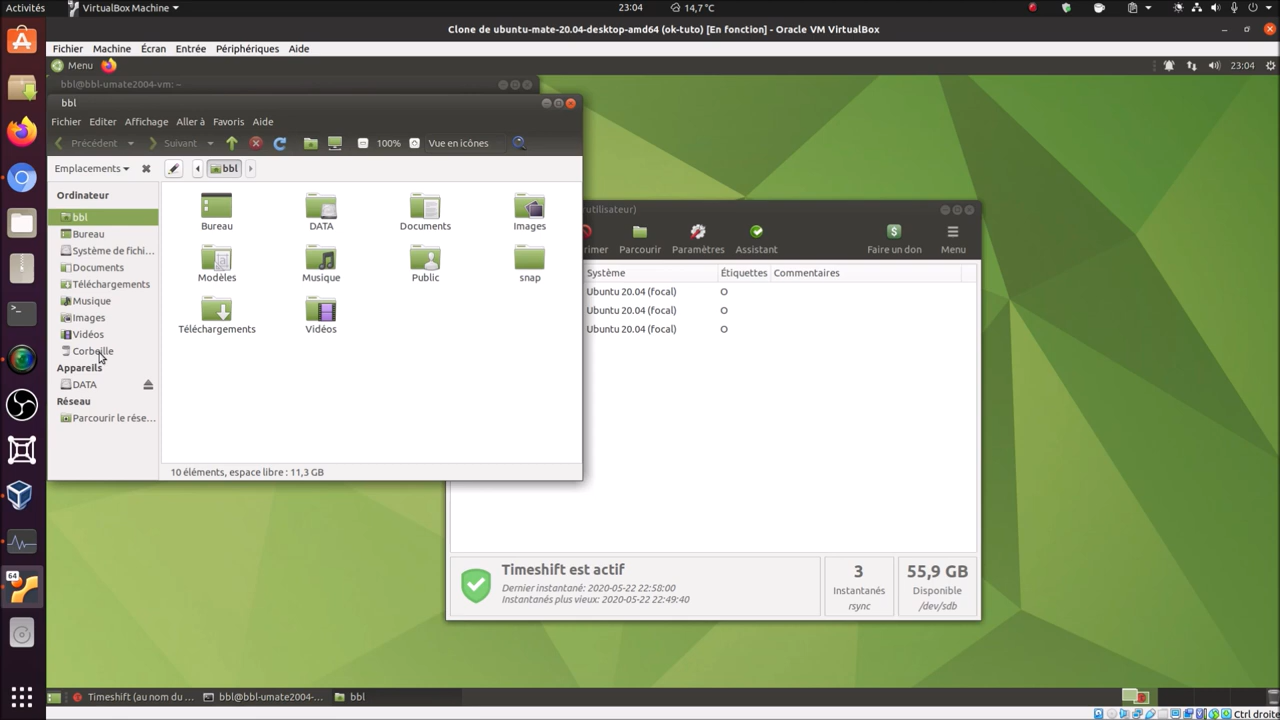 Activités
VirtualBox Machine
23:04
14,7 °C
Clone de ubuntu-mate-20.04-desktop-amd64 (ok-tuto) [En fonction] - Oracle VM VirtualBox
Fichier Machine Écran Entrée Périphériques Aide
Menu
23:04
bbl@bbl-umate2004-vm: ~
bbl
Fichier Editer Affichage Aller à Favoris Aide
Précédent Suivant 100% Vue en icônes
Emplacements
bbl
Ordinateur
bbl
Bureau
Système de fichi...
Documents
Téléchargements
Musique
Images
Vidéos
Corbeille
Appareils
DATA
Réseau
Parcourir le rése...
Bureau DATA Documents Images
Modèles Musique Public snap
Téléchargements Vidéos
10 éléments, espace libre : 11,3 GB
utilisateur)
rimer Parcourir Paramètres Assistant Faire un don Menu
Système Étiquettes Commentaires
Ubuntu 20.04 (focal) O
Ubuntu 20.04 (focal) O
Ubuntu 20.04 (focal) O
Timeshift est actif
Dernier instantané: 2020-05-22 22:58:00
Instantanés plus vieux: 2020-05-22 22:49:40
3
Instantanés
rsync
55,9 GB
Disponible
/dev/sdb
64
Timeshift (au nom du ... bbl@bbl-umate2004-... bbl
Ctrl droite